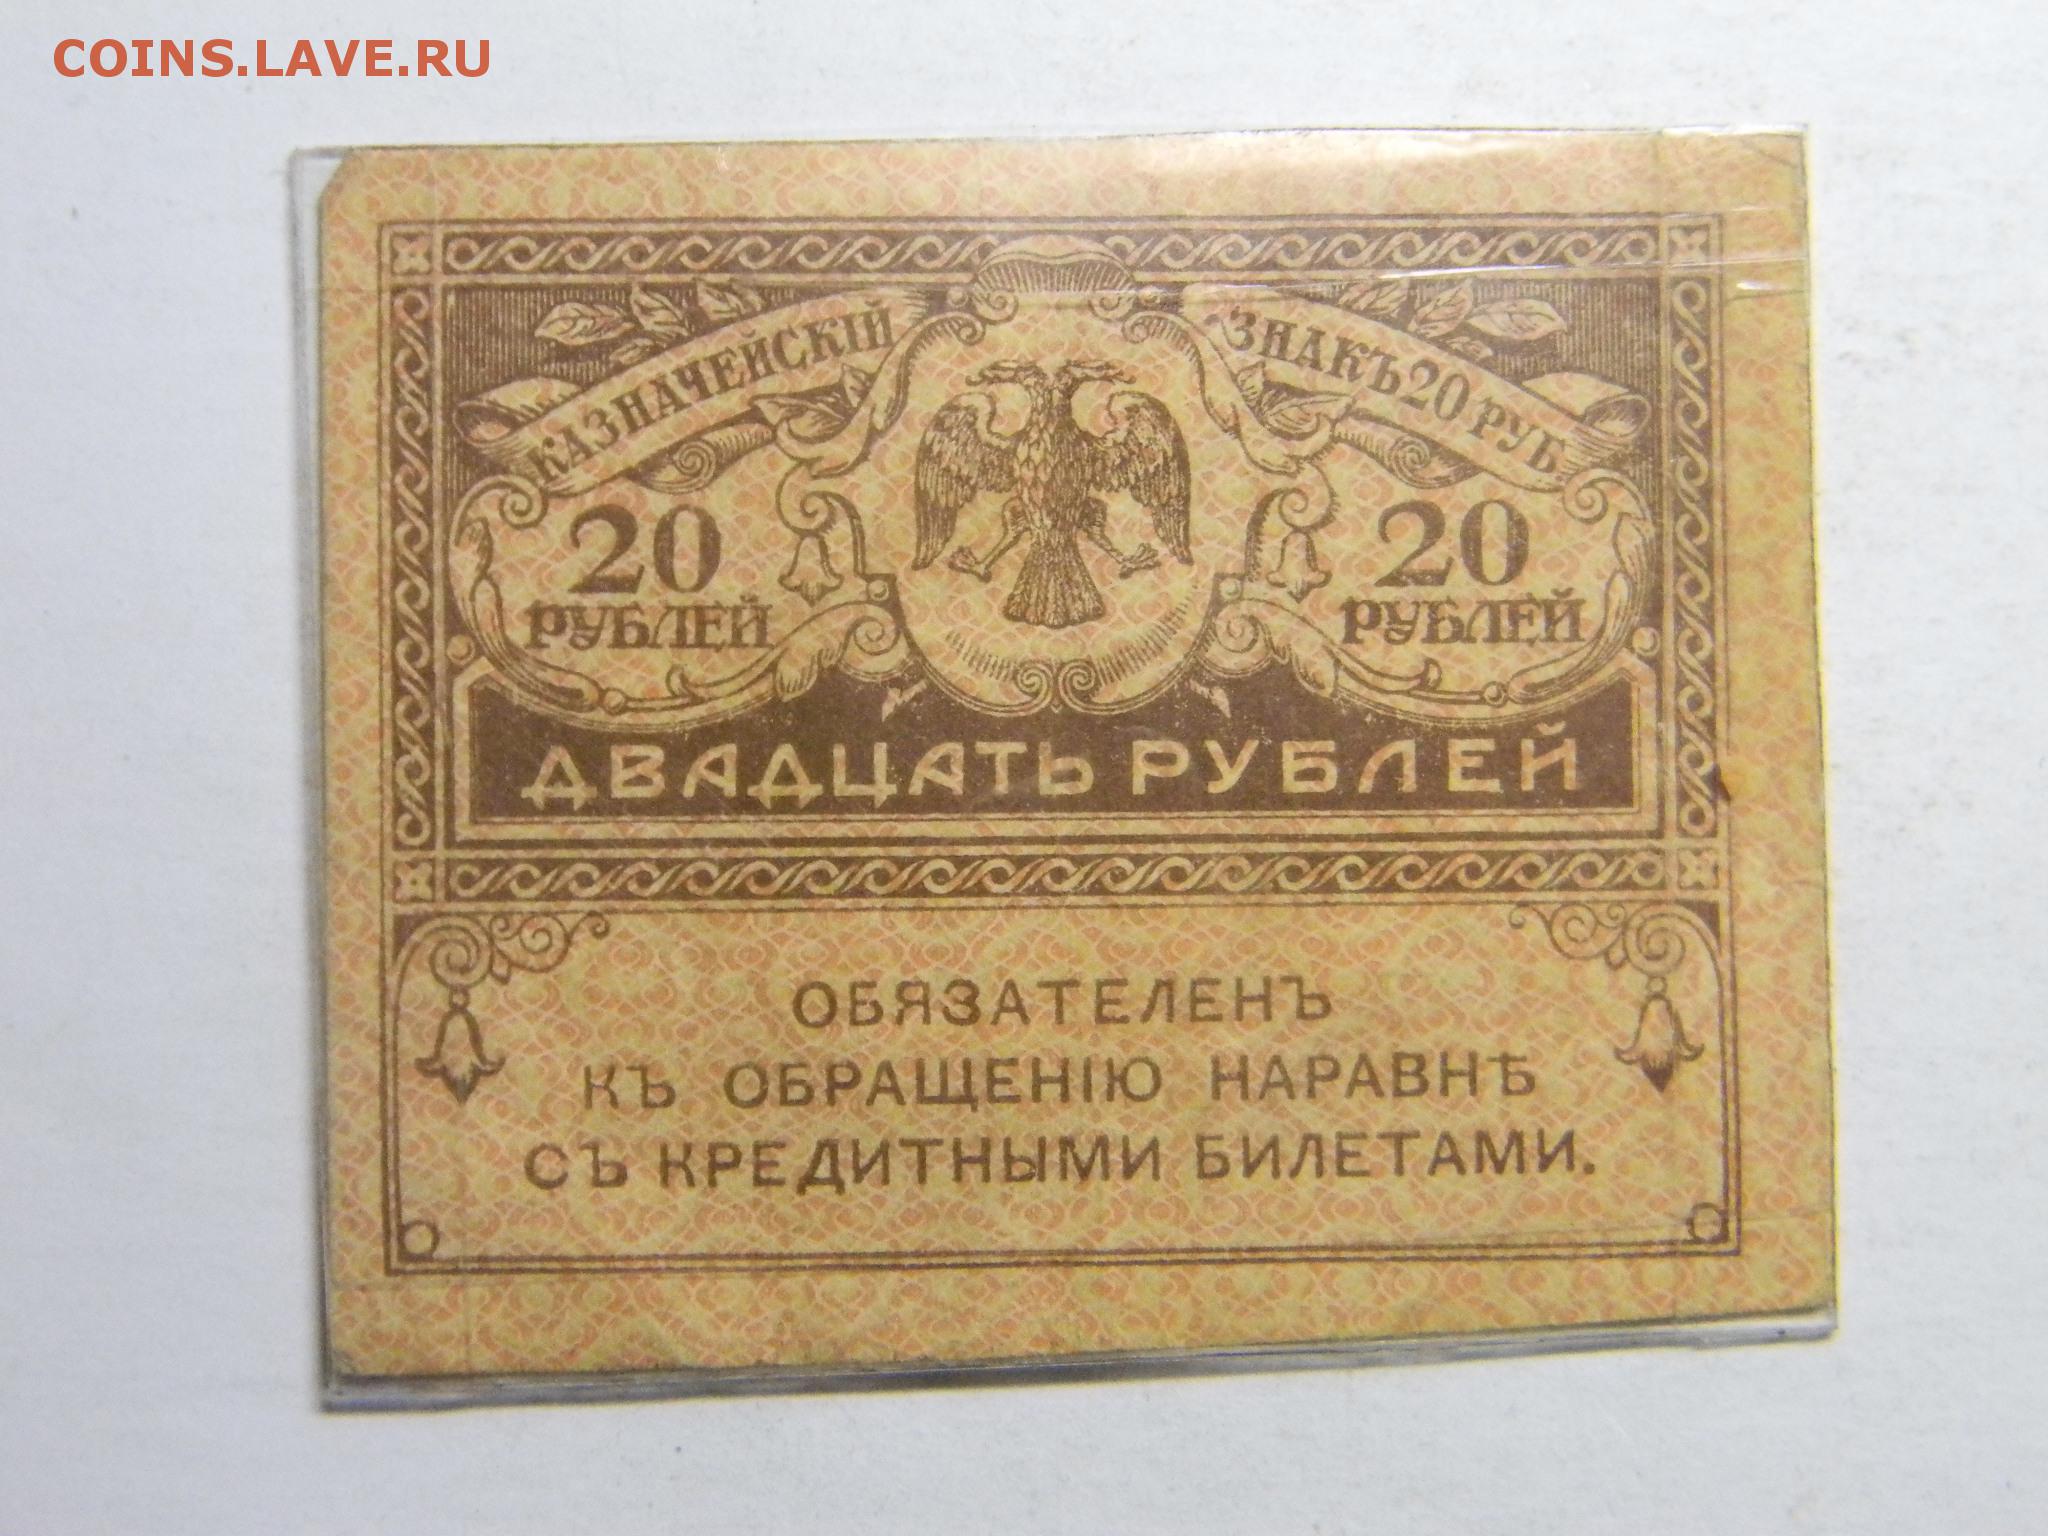 COINS.LAVE.RU
КАЗНАЧЕЙСКІЙ ЗНАКЪ 20 РУБ.
20 РУБЛЕЙ
20 РУБЛЕЙ
ДВАДЦАТЬ РУБЛЕЙ
ОБЯЗАТЕЛЕНЪ
КЪ ОБРАЩЕНІЮ НАРАВНѢ
СЪ КРЕДИТНЫМИ БИЛЕТАМИ.